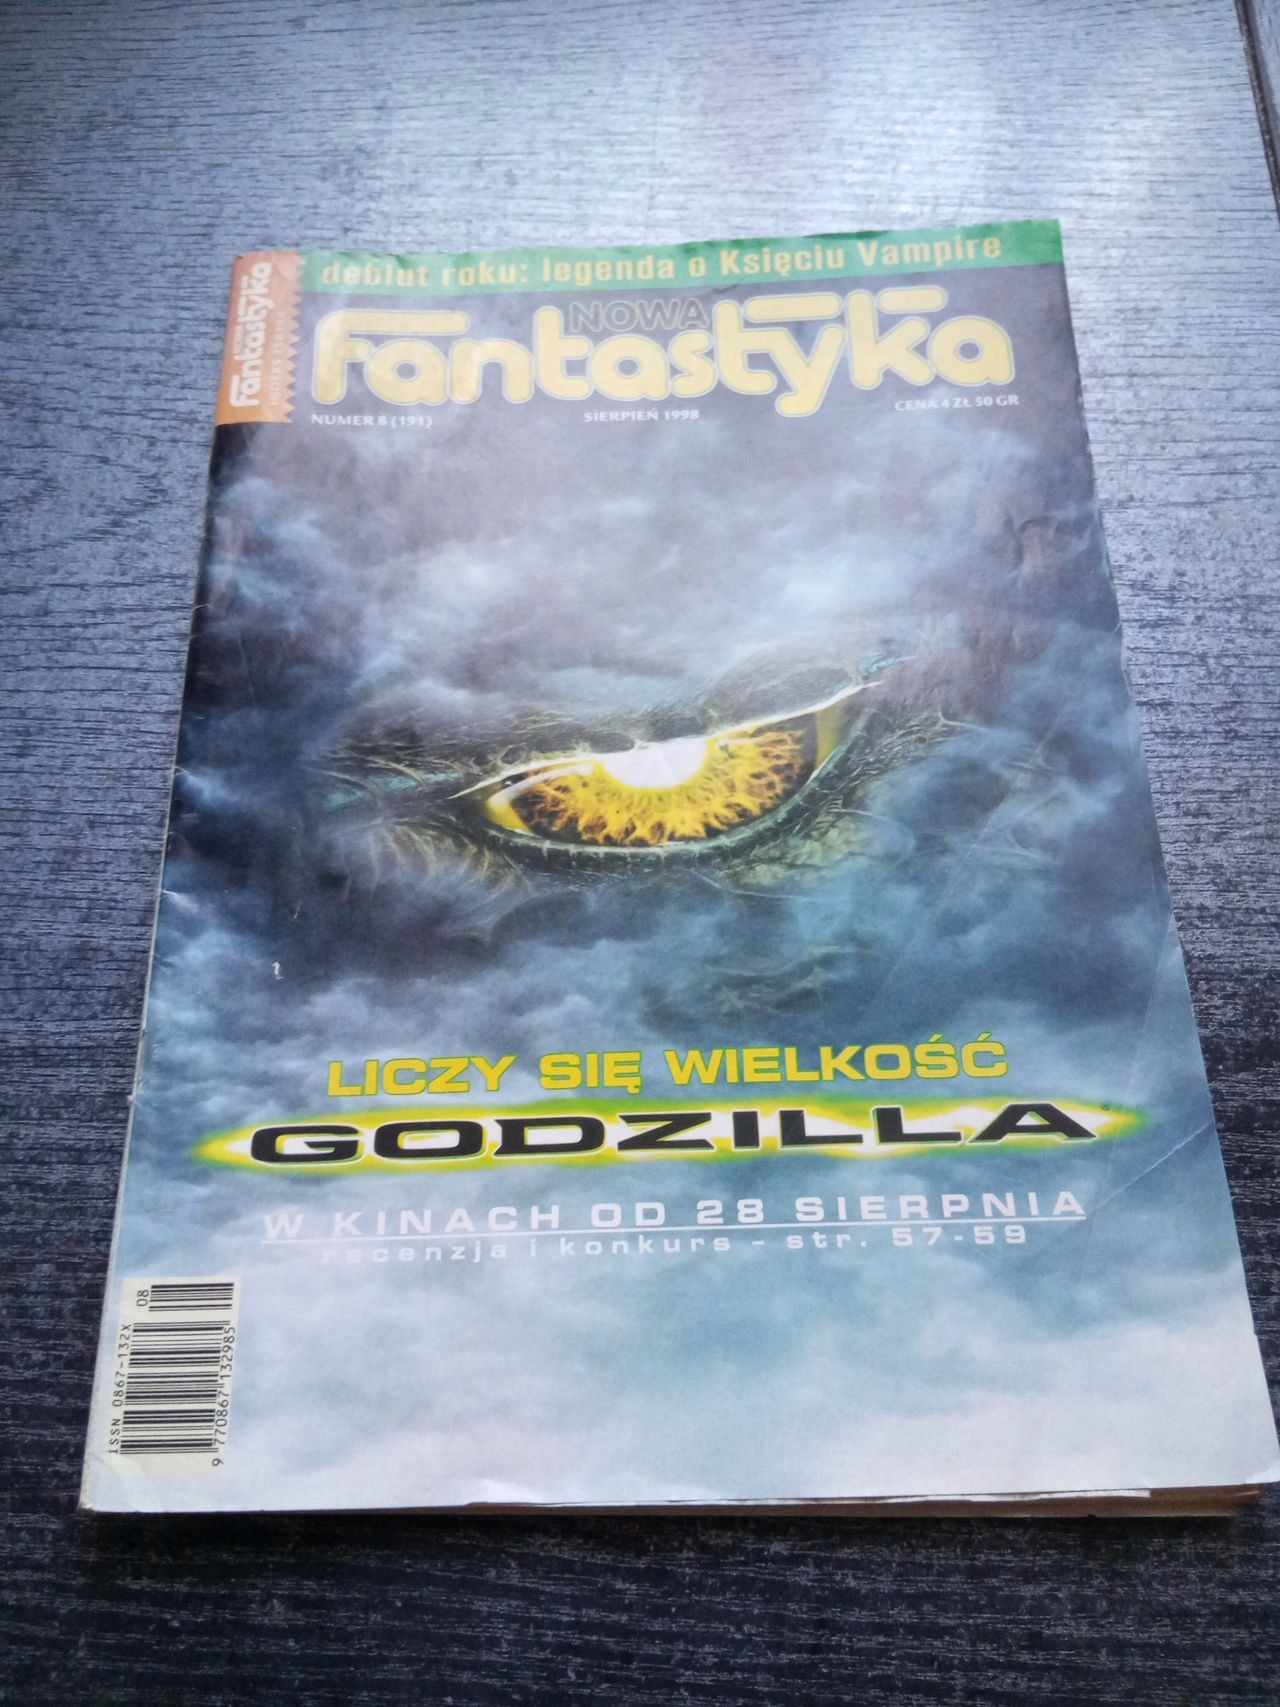 debiut roku: legenda o Księciu Vampire
NOWA
Fantastyka
NUMER 8 (191)
SIERPIEŃ 1998
CENA 4 ZŁ 50 GR
Fantastyka
LICZY SIĘ WIELKOŚĆ
GODZILLA
W KINACH OD 28 SIERPNIA
recenzja i konkurs - str. 57-59
ISSN 0867-132X
08
9 770867 132985